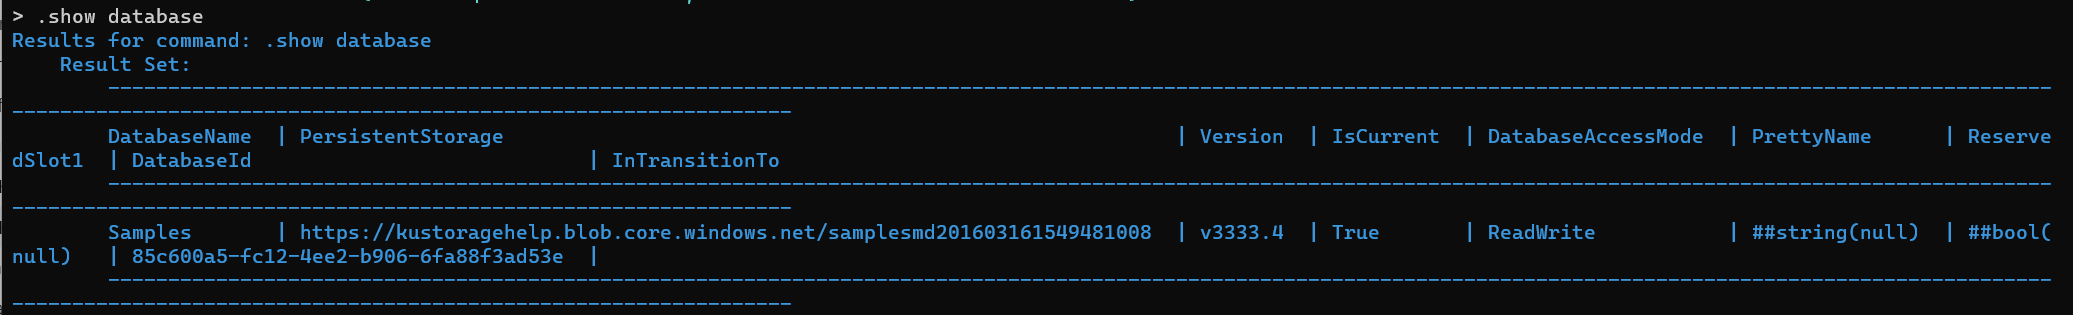 > .show database
Results for command: .show database
Result Set:
DatabaseName | PersistentStorage | Version | IsCurrent | DatabaseAccessMode | PrettyName | Reserve
dSlot1 | DatabaseId | InTransitionTo
Samples | https://kustoragehelp.blob.core.windows.net/samplesmd201603161549481008 | v3333.4 | True | ReadWrite | ##string(null) | ##bool(
null) | 85c600a5-fc12-4ee2-b906-6fa88f3ad53e |